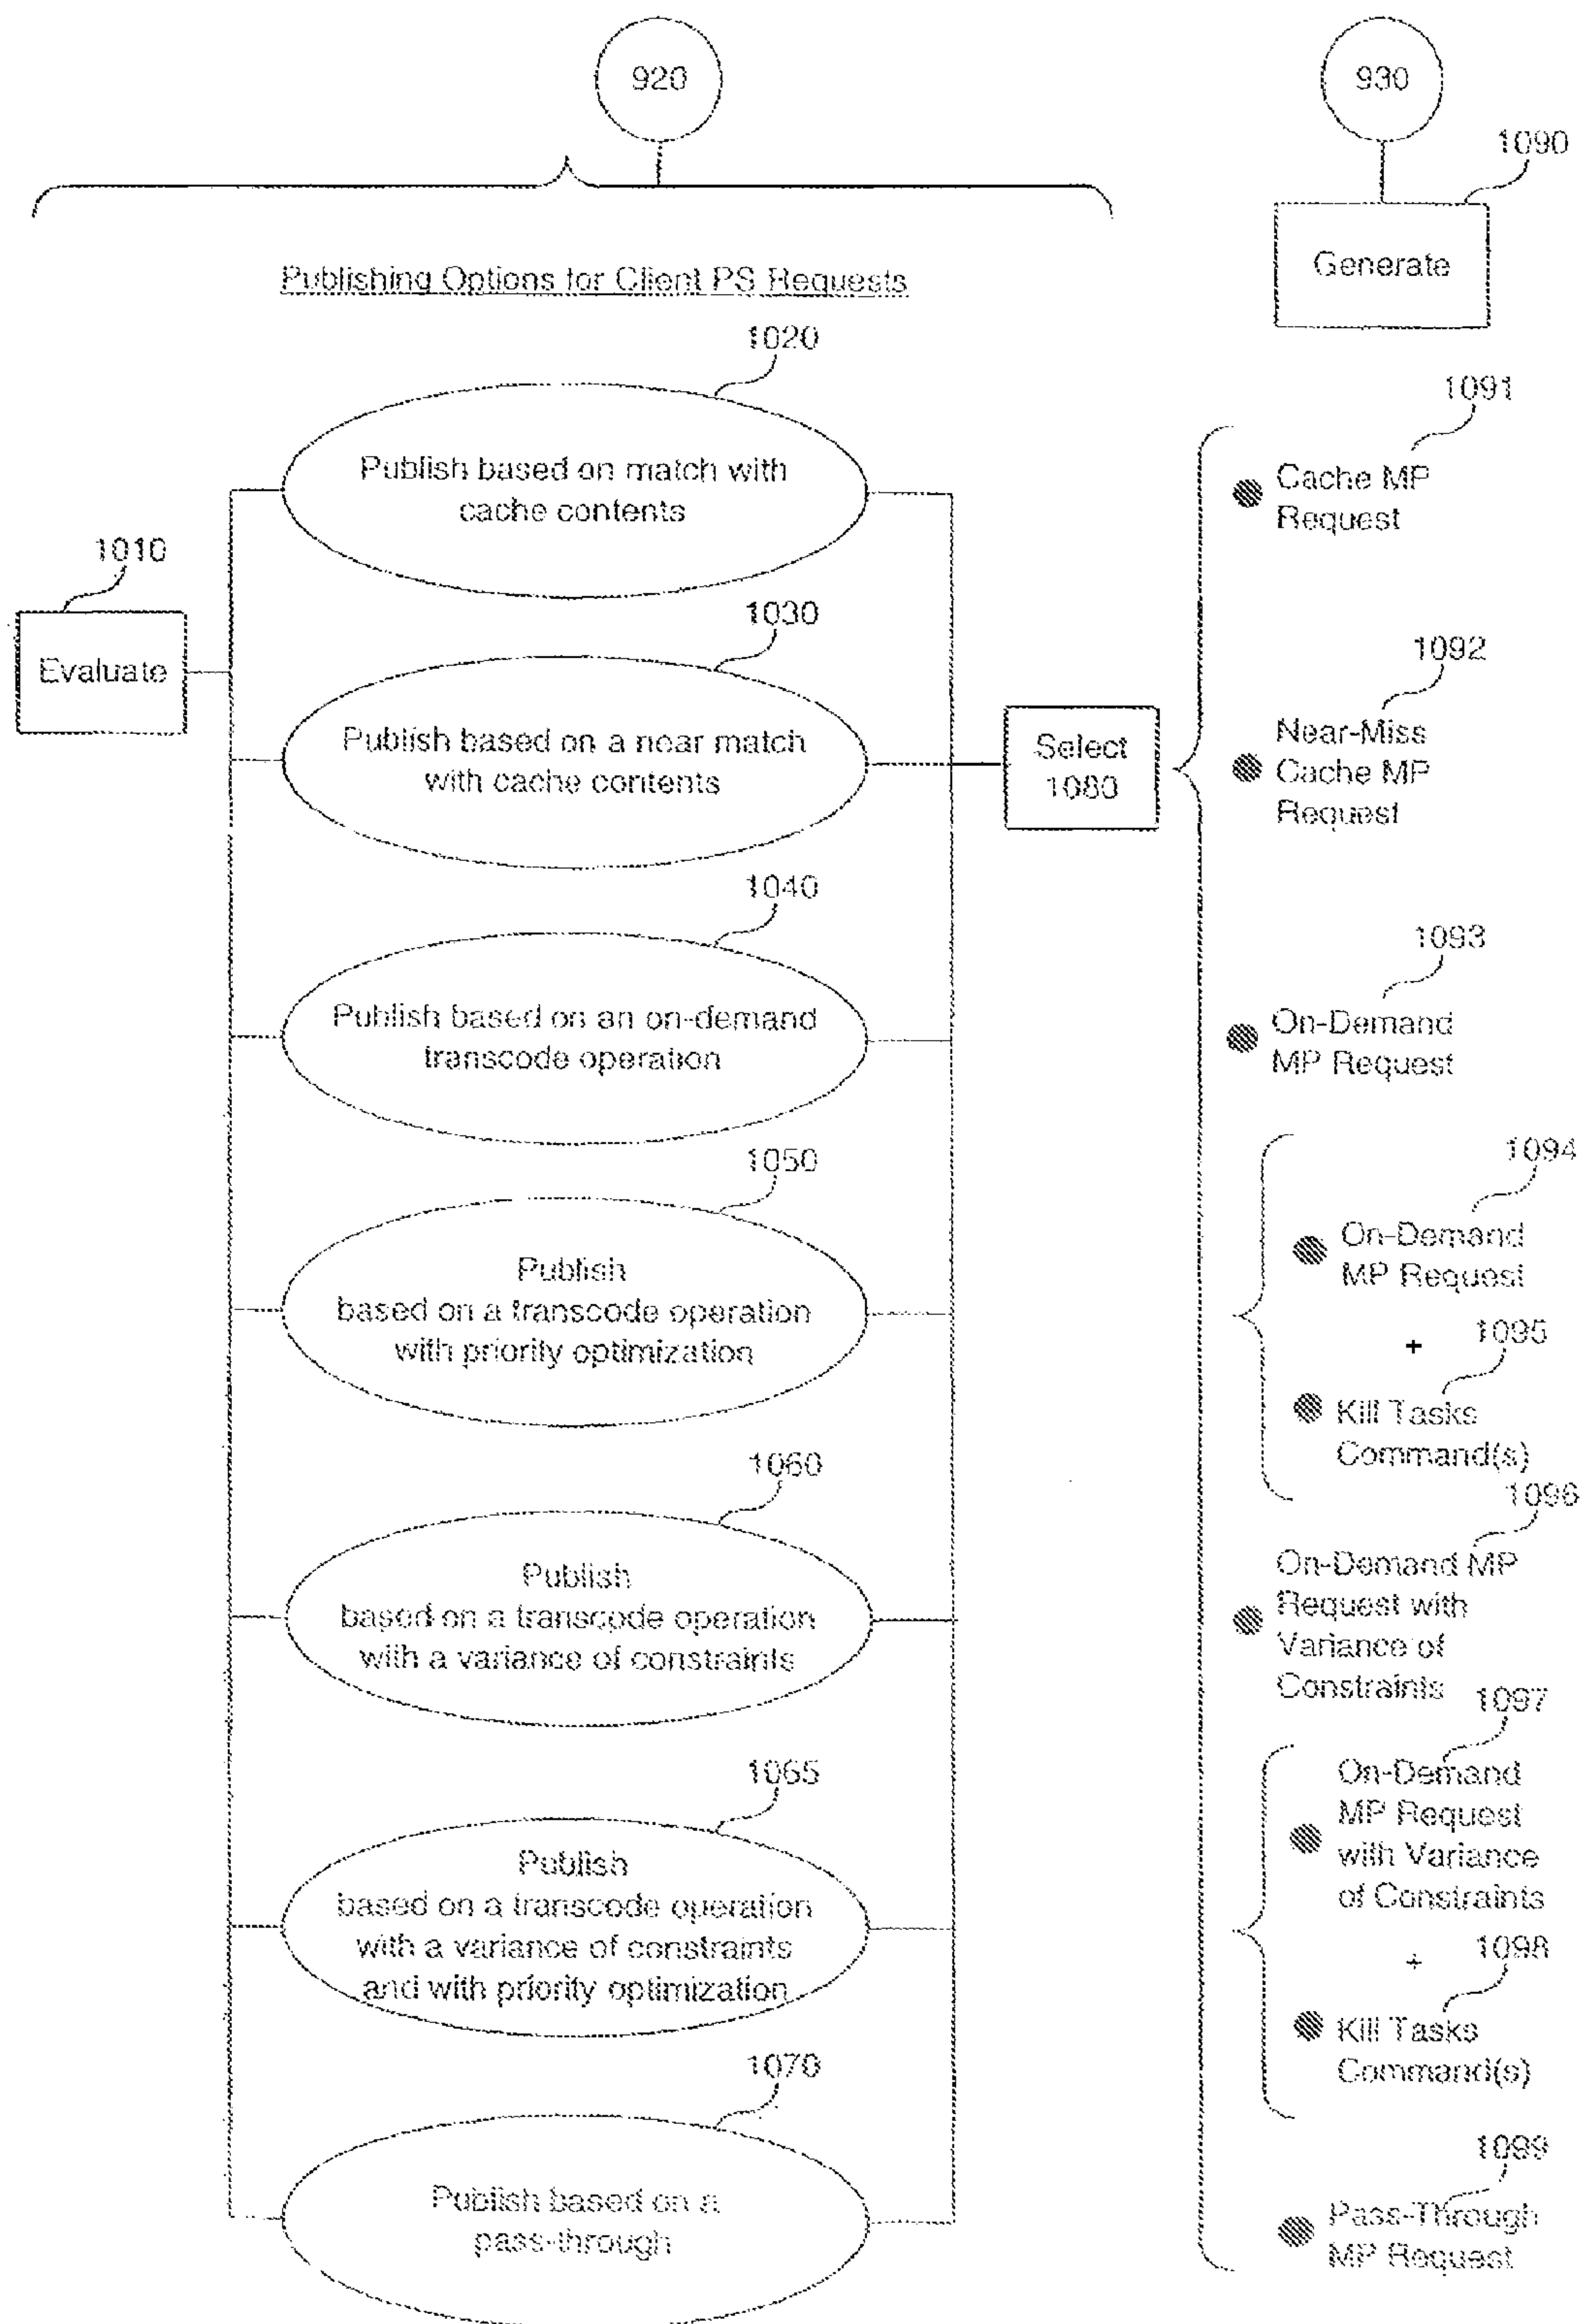 920
930
1090
Generate
Publishing Options for Client PS Requests
1020
Publish based on match with
cache contents
1010
Evaluate
1030
Publish based on a near match
with cache contents
1040
Publish based on an on-demand
transcode operation
1050
Publish
based on a transcode operation
with priority optimization
1060
Publish
based on a transcode operation
with a variance of constraints
1065
Publish
based on a transcode operation
with a variance of constraints
and with priority optimization
1070
Publish based on a
pass-through
Select
1080
1091
Cache MP
Request
1092
Near-Miss
Cache MP
Request
1093
On-Demand
MP Request
1094
On-Demand
MP Request
+
1095
Kill Tasks
Command(s)
1096
On-Demand MP
Request with
Variance of
Constraints
1097
On-Demand
MP Request
with Variance
of Constraints
+
1098
Kill Tasks
Command(s)
1099
Pass-Through
MP Request